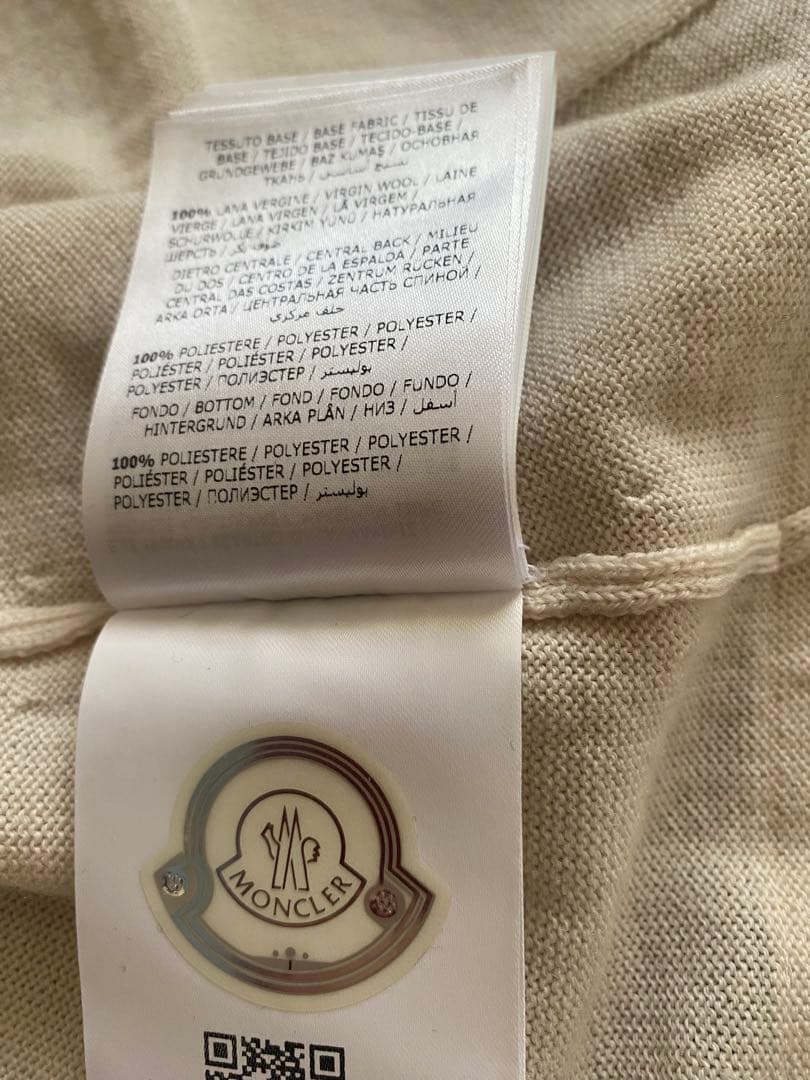 TESSUTO BASE / BASE FABRIC / TISSU DE
BASE / TEJIDO BASE / TECIDO-BASE /
GRUNDGEWEBE / BAZ KUMAŞ / ОСНОВНАЯ
ТКАНЬ / نسيج أساسي
100% LANA VERGINE / VIRGIN WOOL / LAINE
VIERGE / LANA VIRGEN / LÃ VIRGEM /
SCHURWOLLE / KIRKIM YÜNÜ / НАТУРАЛЬНАЯ
ШЕРСТЬ / صوف بكر
DIETRO CENTRALE / CENTRAL BACK / MILIEU
DU DOS / CENTRO DE LA ESPALDA / PARTE
CENTRAL DAS COSTAS / ZENTRUM RÜCKEN /
ARKA ORTA / ЦЕНТРАЛЬНАЯ ЧАСТЬ СПИНОЙ /
خلف مركزي
100% POLIESTERE / POLYESTER / POLYESTER /
POLIÉSTER / POLIÉSTER / POLYESTER /
POLYESTER / ПОЛИЭСТЕР / بوليستر
FONDO / BOTTOM / FOND / FONDO / FUNDO /
HINTERGRUND / ARKA PLÂN / НИЗ / أسفل
100% POLIESTERE / POLYESTER / POLYESTER /
POLIÉSTER / POLIÉSTER / POLYESTER /
POLYESTER / ПОЛИЭСТЕР / بوليستر
MONCLER